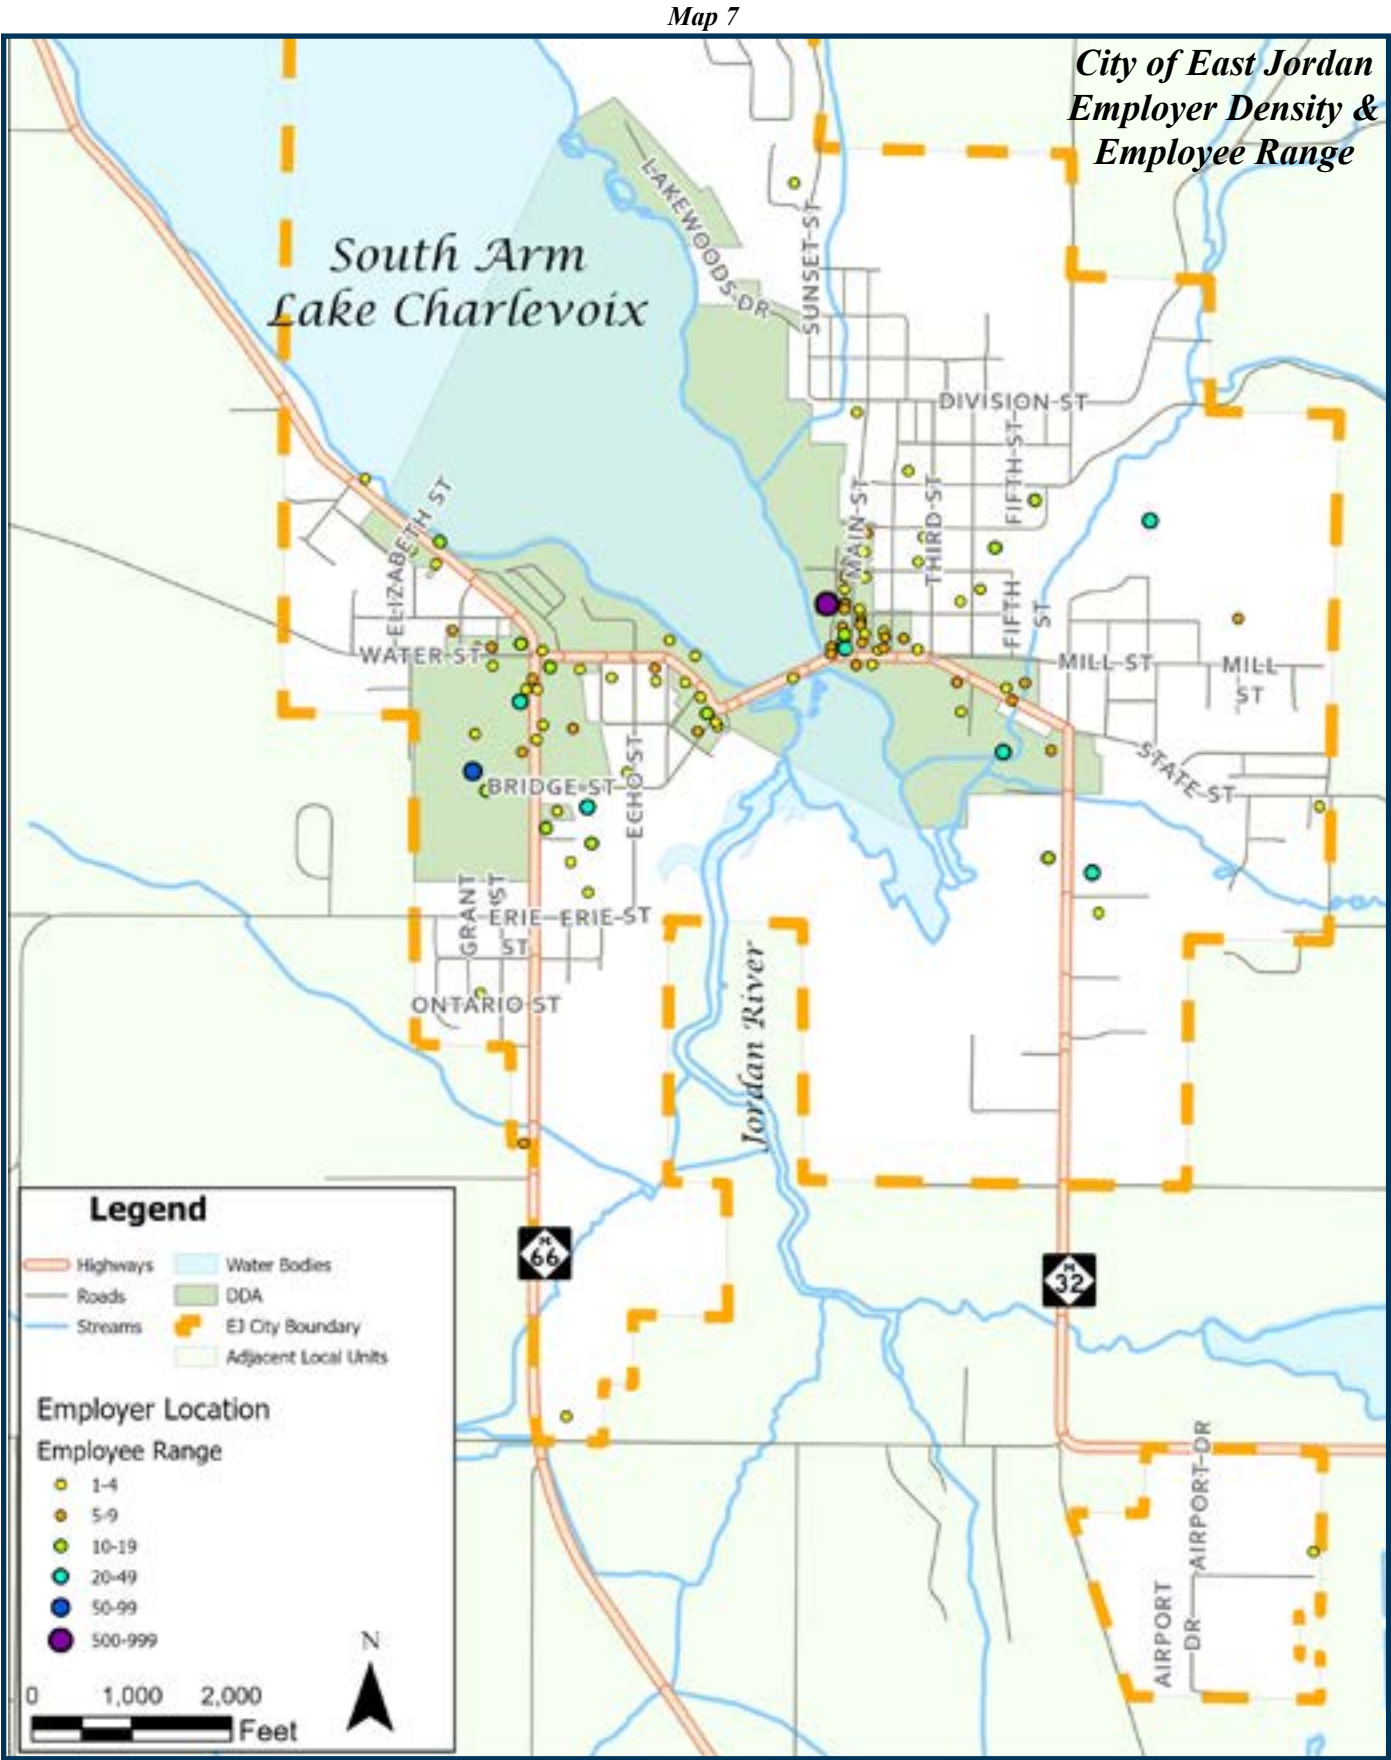 Map 7
City of East Jordan
Employer Density &
Employee Range
South Arm
Lake Charlevoix
LAKEWOODS-DR
SUNSET-ST
DIVISION-ST
FIFTH-ST
MAIN-ST
THIRD-ST
FIFTH
ST
ELIZABETH ST
WATER-ST
MILL-ST
MILL
ST
STATE-ST
BRIDGE-ST
ECHO-ST
GRANT
ST
ERIE
ST
ERIE-ST
ONTARIO-ST
Jordan River
M
66
M
32
AIRPORT-DR
AIRPORT
DR
Legend
Highways
Water Bodies
Roads
DDA
Streams
EJ City Boundary
Adjacent Local Units
Employer Location
Employee Range
1-4
5-9
10-19
20-49
50-99
500-999
N
0 1,000 2,000
Feet